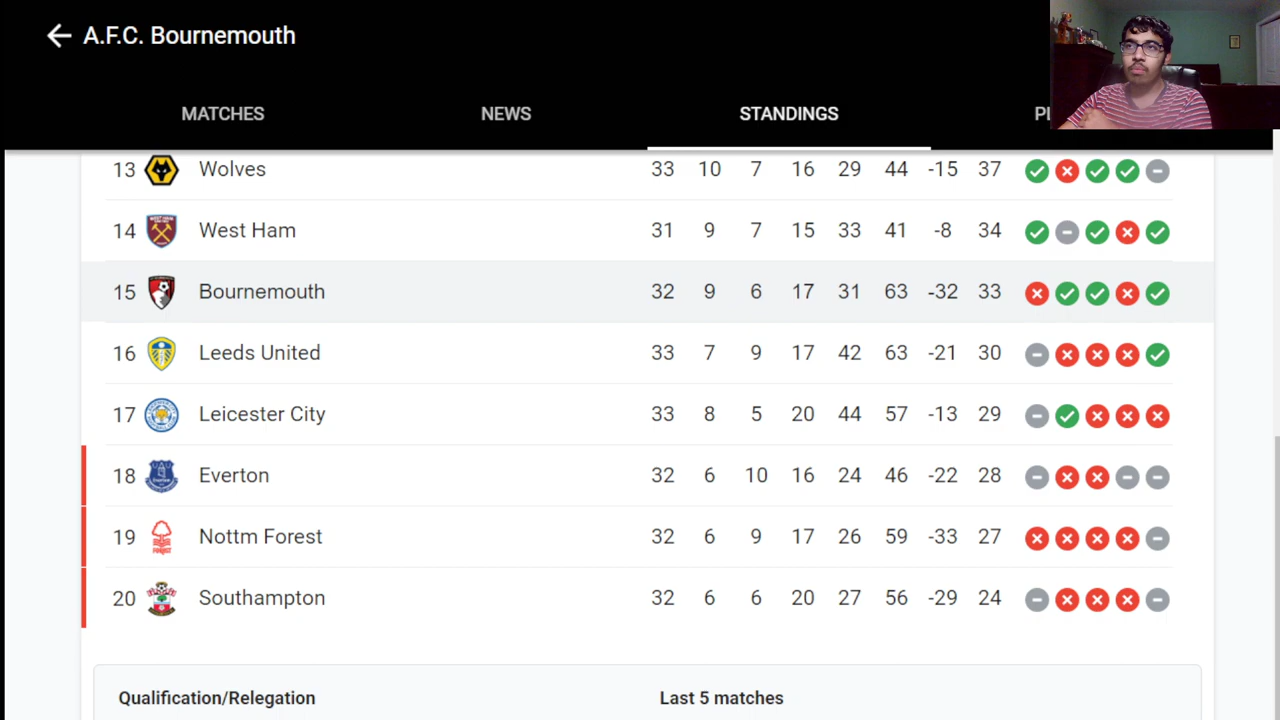 A.F.C. Bournemouth
MATCHES NEWS STANDINGS
13 Wolves 33 10 7 16 29 44 -15 37
14 West Ham 31 9 7 15 33 41 -8 34
15 Bournemouth 32 9 6 17 31 63 -32 33
16 Leeds United 33 7 9 17 42 63 -21 30
17 Leicester City 33 8 5 20 44 57 -13 29
18 Everton 32 6 10 16 24 46 -22 28
19 Nottm Forest 32 6 9 17 26 59 -33 27
20 Southampton 32 6 6 20 27 56 -29 24
Qualification/Relegation Last 5 matches